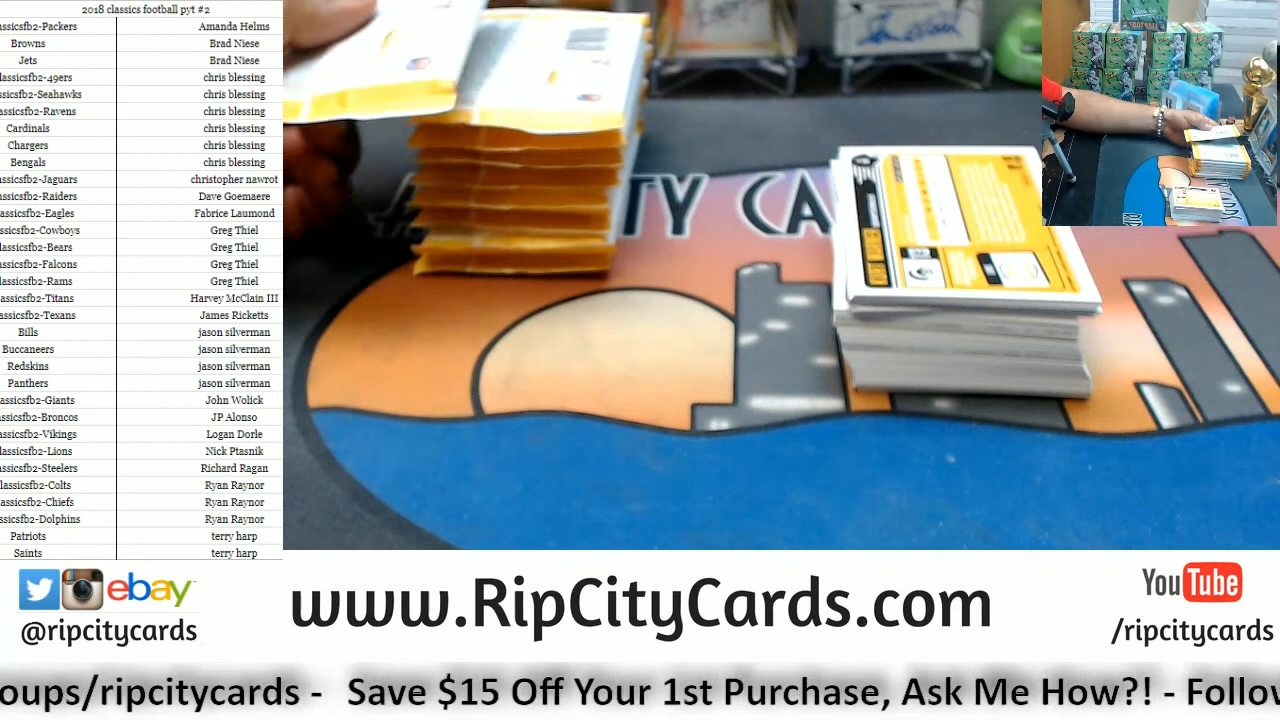 2018 classics football pyt #2
assicsfb2-Packers Amanda Helms
Browns Brad Niese
Jets Brad Niese
lassicsfb2-49ers chris blessing
ssicsfb2-Seahawks chris blessing
assicsfb2-Ravens chris blessing
Cardinals chris blessing
Chargers chris blessing
Bengals chris blessing
assicsfb2-Jaguars christopher nawrot
assicsfb2-Raiders Dave Goemaere
assicsfb2-Eagles Fabrice Laumond
ssicsfb2-Cowboys Greg Thiel
lassicsfb2-Bears Greg Thiel
assicsfb2-Falcons Greg Thiel
lassicsfb2-Rams Greg Thiel
assicsfb2-Titans Harvey McClain III
assicsfb2-Texans James Ricketts
Bills jason silverman
Buccaneers jason silverman
Redskins jason silverman
Panthers jason silverman
assicsfb2-Giants John Wolick
assicsfb2-Broncos JP Alonso
assicsfb2-Vikings Logan Dorle
lassicsfb2-Lions Nick Ptasnik
assicsfb2-Steelers Richard Ragan
lassicsfb2-Colts Ryan Raynor
assicsfb2-Chiefs Ryan Raynor
ssicsfb2-Dolphins Ryan Raynor
Patriots terry harp
Saints terry harp
TY CA
ebay
@ripcitycards
www.RipCityCards.com
YouTube
/ripcitycards
oups/ripcitycards - Save $15 Off Your 1st Purchase, Ask Me How?! - Follow